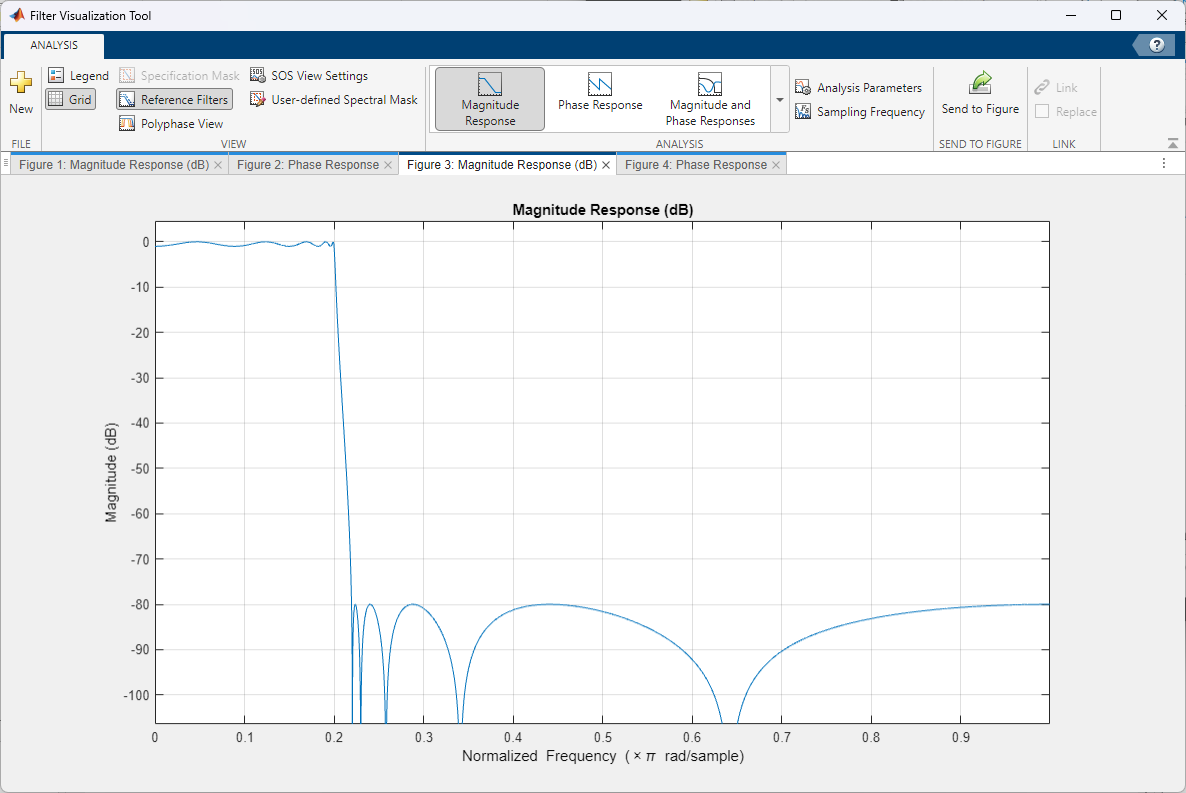 Filter Visualization Tool
ANALYSIS
?
New
FILE
Legend
Grid
Specification Mask
Reference Filters
Polyphase View
SOS View Settings
User-defined Spectral Mask
VIEW
Magnitude
Response
Phase Response
Magnitude and
Phase Responses
Analysis Parameters
Sampling Frequency
ANALYSIS
Send to Figure
SEND TO FIGURE
Link
Replace
LINK
Figure 1: Magnitude Response (dB) ×
Figure 2: Phase Response ×
Figure 3: Magnitude Response (dB) ×
Figure 4: Phase Response ×
Magnitude Response (dB)
Magnitude (dB)
0
-10
-20
-30
-40
-50
-60
-70
-80
-90
-100
0 0.1 0.2 0.3 0.4 0.5 0.6 0.7 0.8 0.9
Normalized Frequency (×π rad/sample)